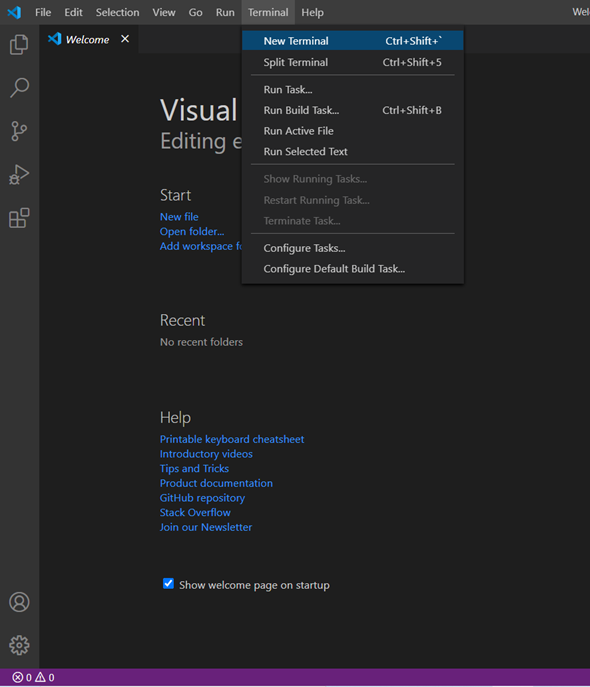 File Edit Selection View Go Run Terminal Help
Welcome
New Terminal Ctrl+Shift+`
Split Terminal Ctrl+Shift+5
Run Task...
Run Build Task... Ctrl+Shift+B
Run Active File
Run Selected Text
Show Running Tasks...
Restart Running Task...
Terminate Task...
Configure Tasks...
Configure Default Build Task...
Visual
Editing
Start
New file
Open folder...
Add workspace
Recent
No recent folders
Help
Printable keyboard cheatsheet
Introductory videos
Tips and Tricks
Product documentation
GitHub repository
Stack Overflow
Join our Newsletter
Show welcome page on startup
0 0